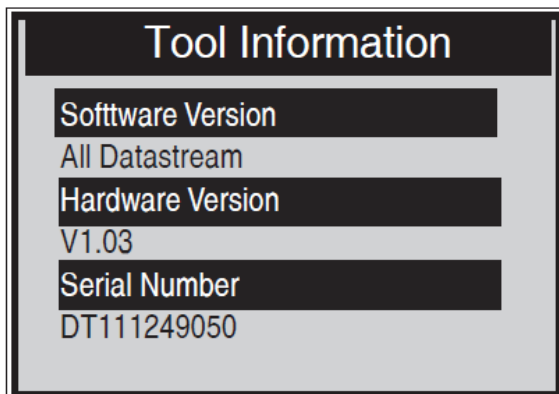 Tool Information
Softtware Version
All Datastream
Hardware Version
V1.03
Serial Number
DT111249050